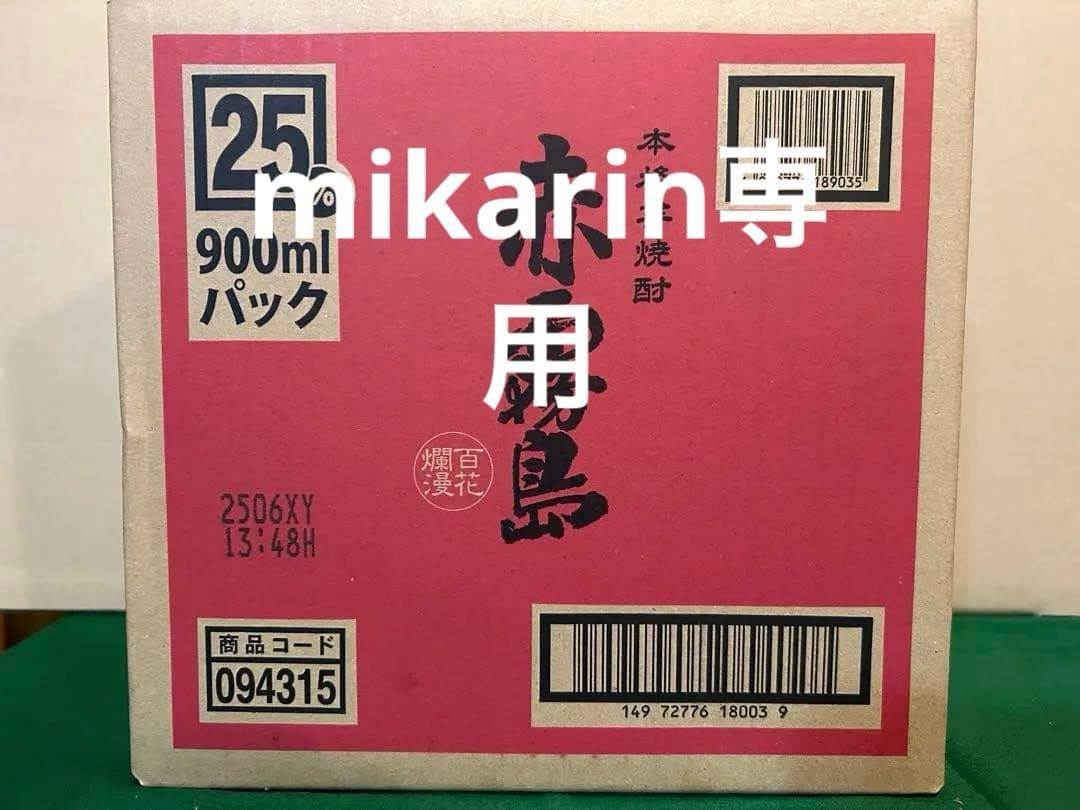 25%
900ml
パック
本格芋焼酎
赤霧島
mikarin専
用
189035
百花
爛漫
2506XY
13:48H
商品コード
094315
149 72776 18003 9